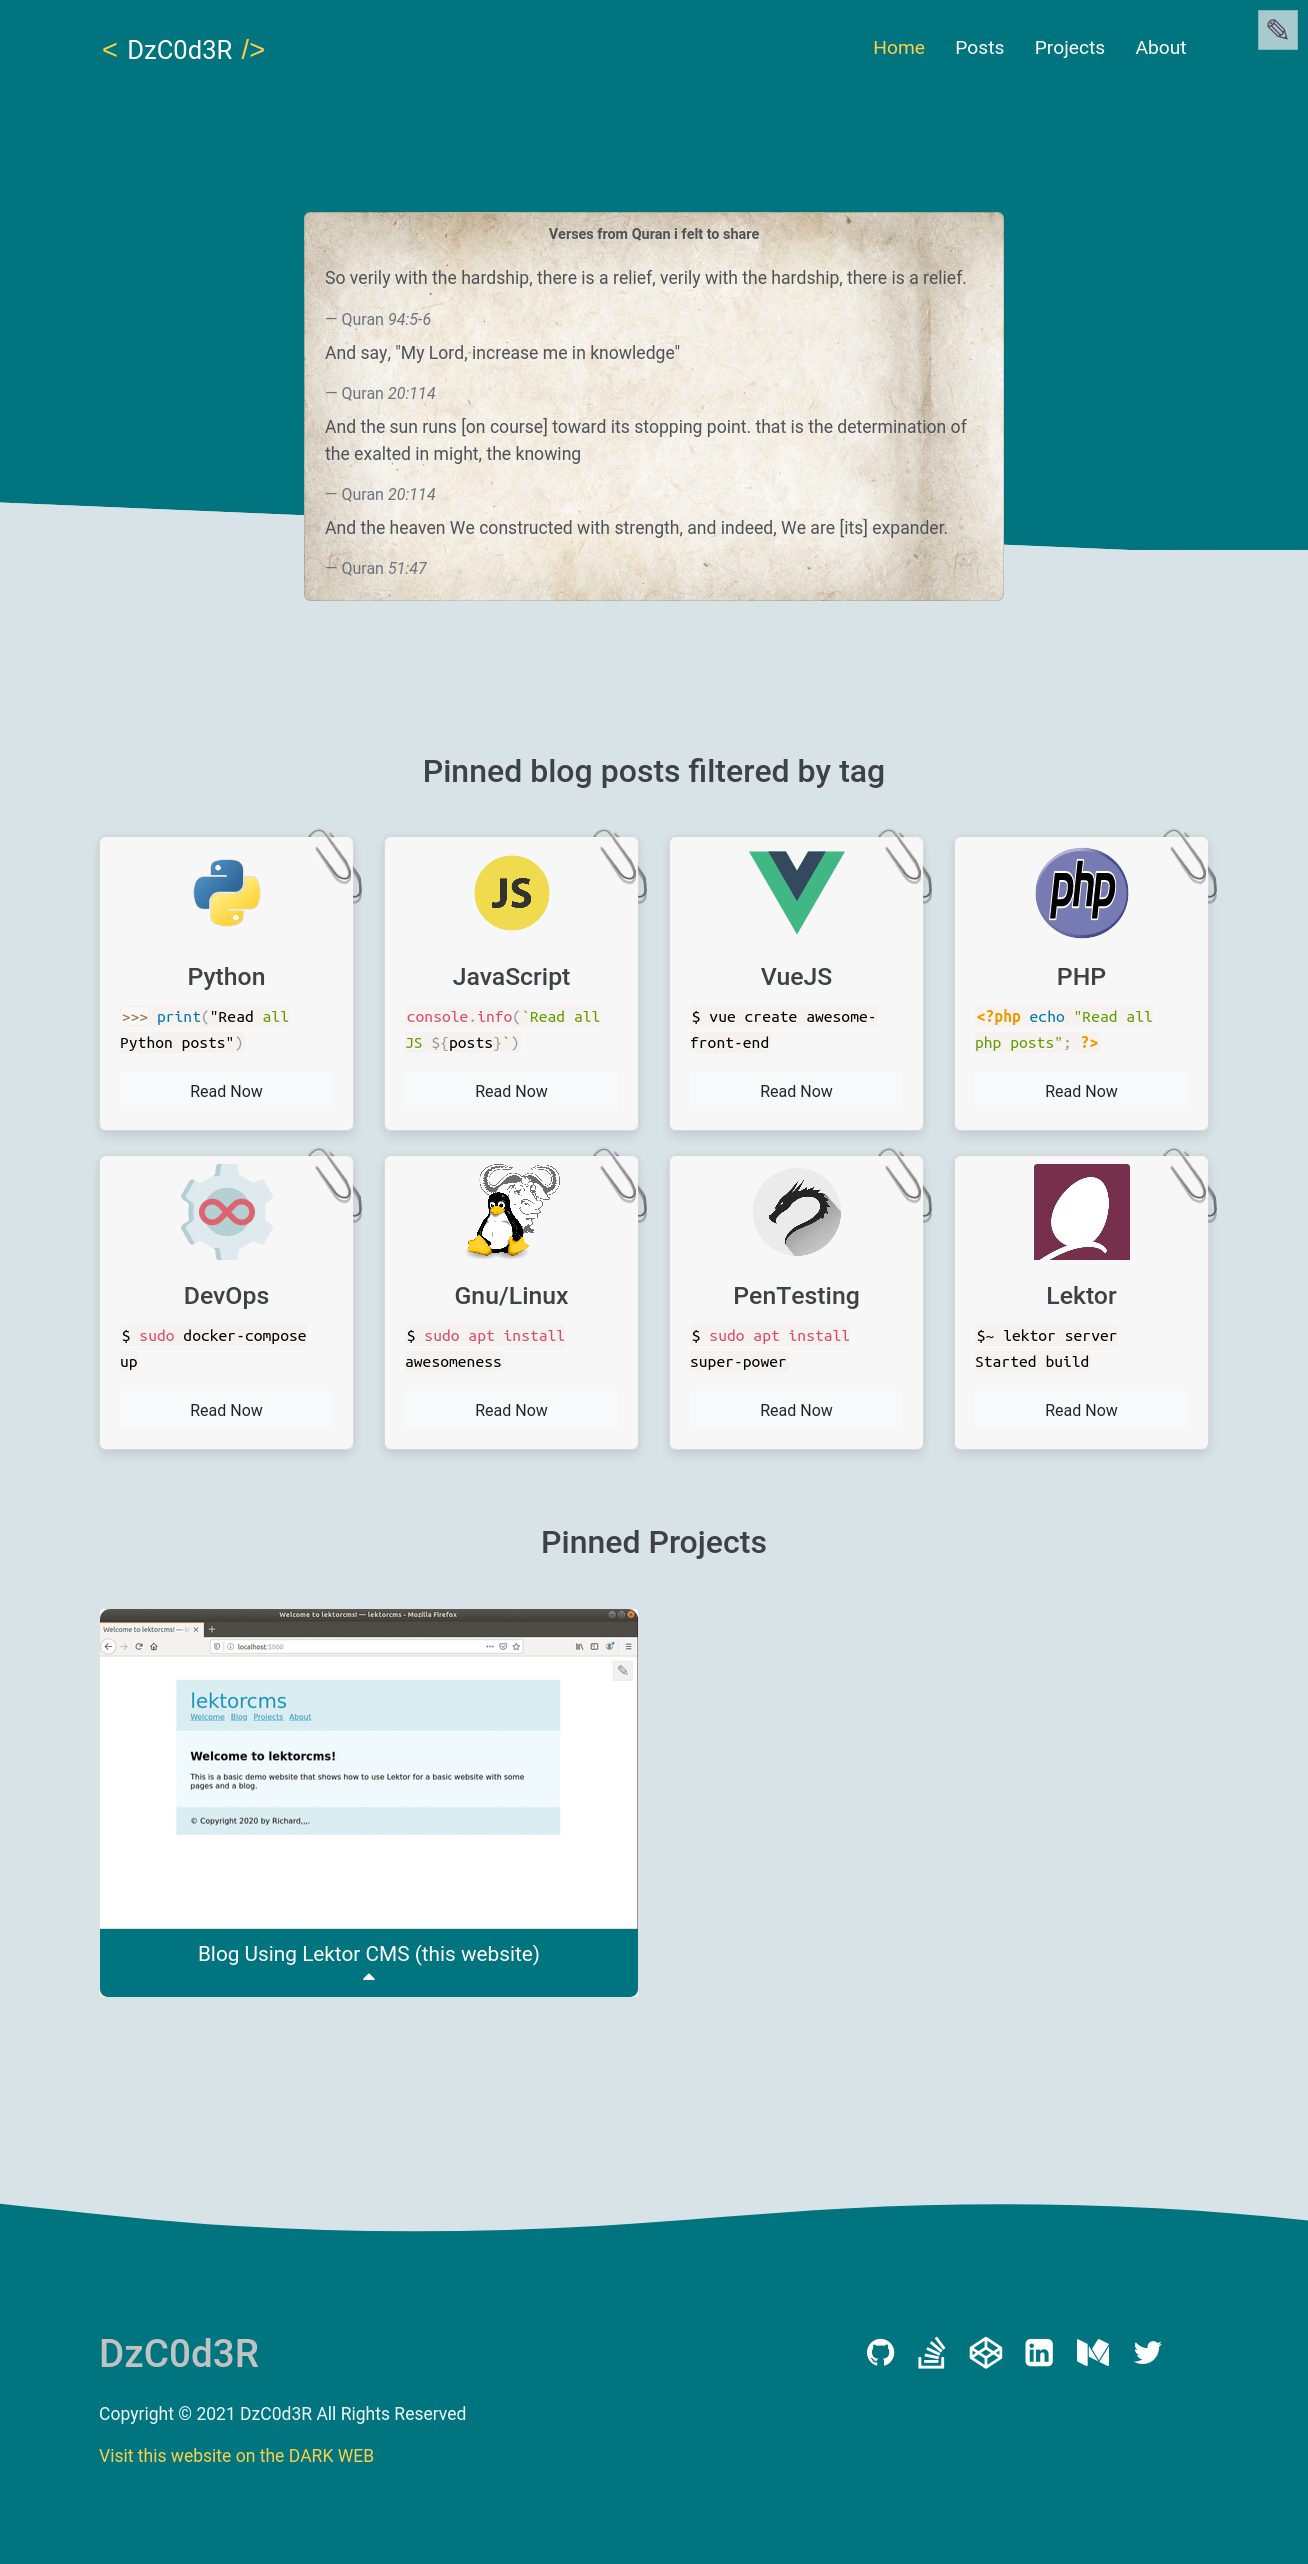 < DzC0d3R />
Home Posts Projects About
Verses from Quran i felt to share
So verily with the hardship, there is a relief, verily with the hardship, there is a relief.
— Quran 94:5-6
And say, "My Lord, increase me in knowledge"
— Quran 20:114
And the sun runs [on course] toward its stopping point. that is the determination of
the exalted in might, the knowing
— Quran 20:114
And the heaven We constructed with strength, and indeed, We are [its] expander.
— Quran 51:47
Pinned blog posts filtered by tag
JS
php
Python
>>> print("Read all
Python posts")
Read Now
JavaScript
console.info(`Read all
JS ${posts}`)
Read Now
VueJS
$ vue create awesome-
front-end
Read Now
PHP
<?php echo "Read all
php posts"; ?>
Read Now
DevOps
$ sudo docker-compose
up
Read Now
Gnu/Linux
$ sudo apt install
awesomeness
Read Now
PenTesting
$ sudo apt install
super-power
Read Now
Lektor
$~ lektor server
Started build
Read Now
Pinned Projects
Welcome to lektorcms! — lektorcms - Mozilla Firefox
Welcome to lektorcms! — le
localhost:5000
lektorcms
Welcome Blog Projects About
Welcome to lektorcms!
This is a basic demo website that shows how to use Lektor for a basic website with some
pages and a blog.
© Copyright 2020 by Richard,,,.
Blog Using Lektor CMS (this website)
DzC0d3R
in
Copyright © 2021 DzC0d3R All Rights Reserved
Visit this website on the DARK WEB